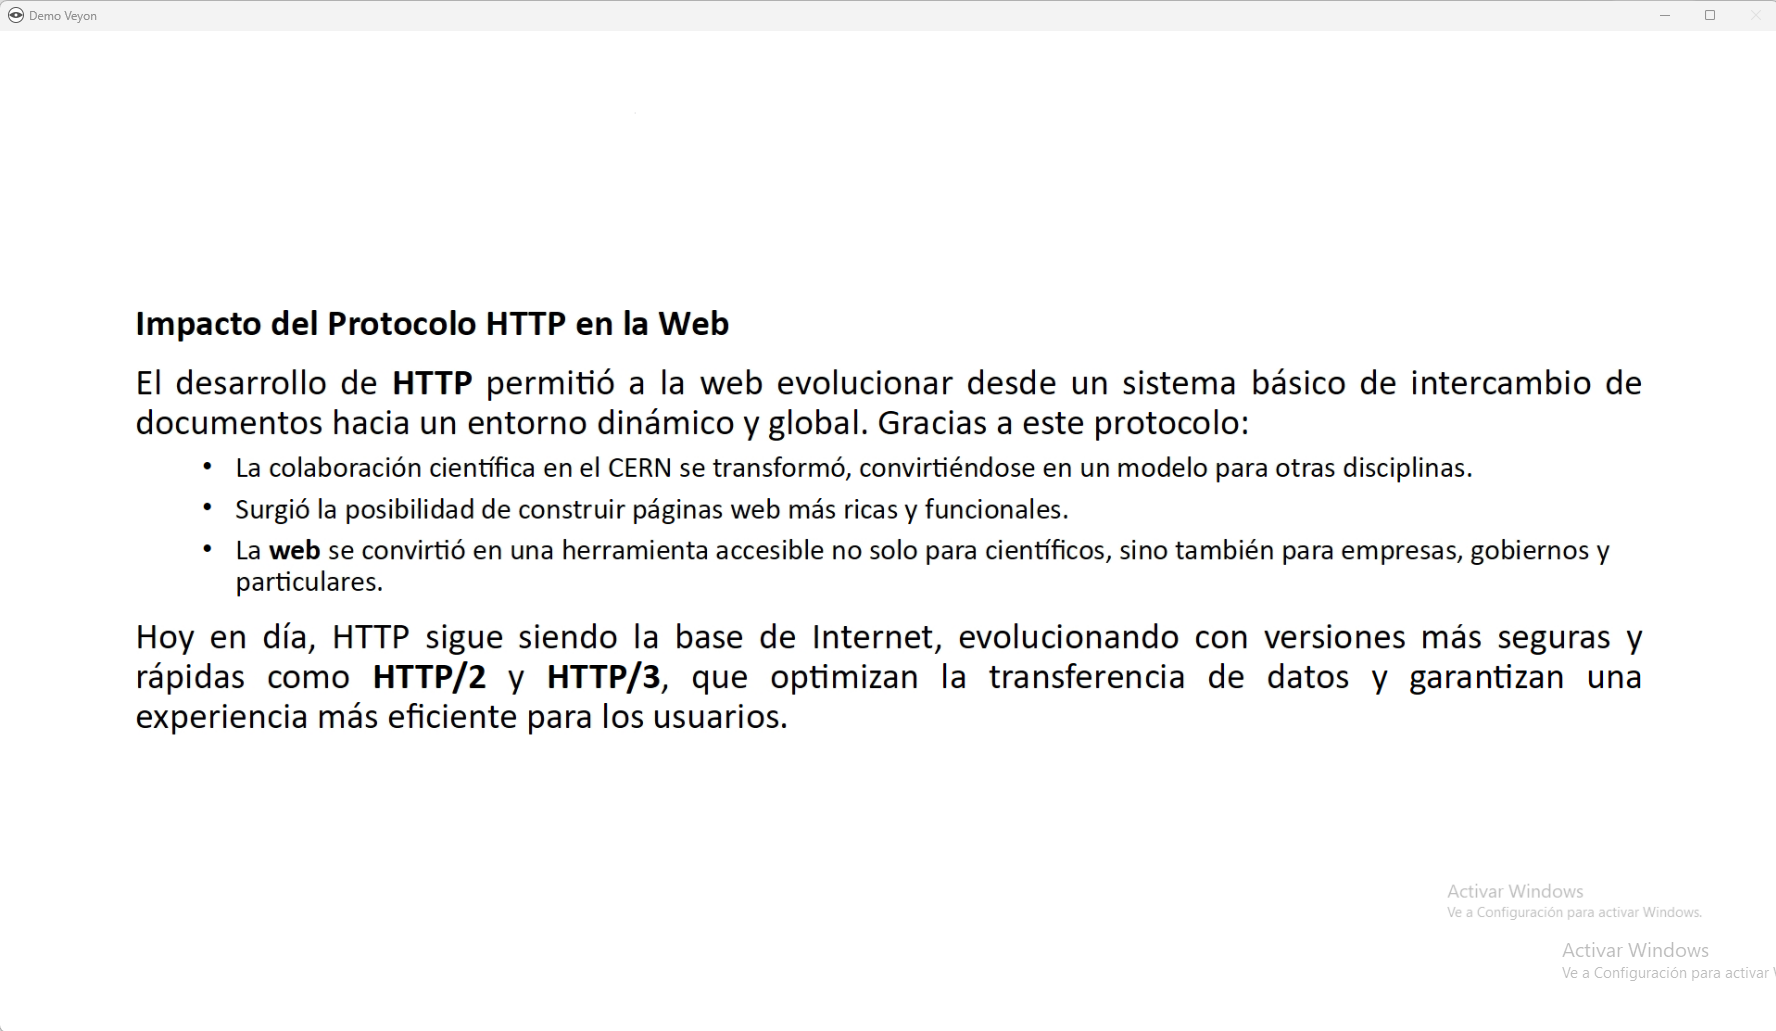 Demo Veyon
Impacto del Protocolo HTTP en la Web
El desarrollo de HTTP permitió a la web evolucionar desde un sistema básico de intercambio de
documentos hacia un entorno dinámico y global. Gracias a este protocolo:
• La colaboración científica en el CERN se transformó, convirtiéndose en un modelo para otras disciplinas.
• Surgió la posibilidad de construir páginas web más ricas y funcionales.
• La web se convirtió en una herramienta accesible no solo para científicos, sino también para empresas, gobiernos y
particulares.
Hoy en día, HTTP sigue siendo la base de Internet, evolucionando con versiones más seguras y
rápidas como HTTP/2 y HTTP/3, que optimizan la transferencia de datos y garantizan una
experiencia más eficiente para los usuarios.
Activar Windows
Ve a Configuración para activar Windows.
Activar Windows
Ve a Configuración para activar